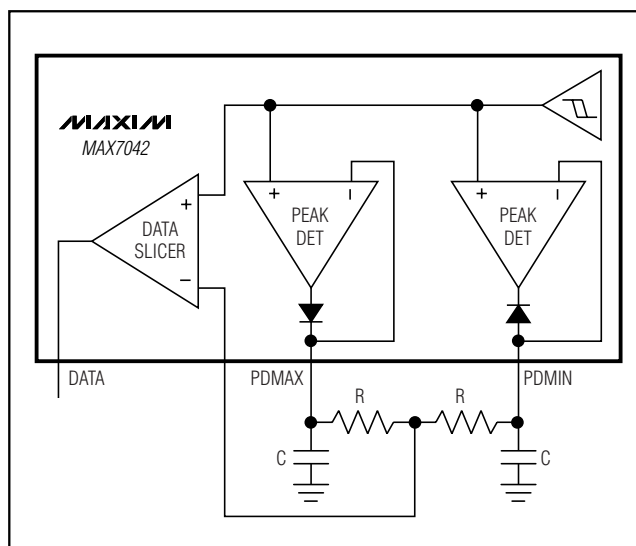 MAXIM
MAX7042
+
−
PEAK
DET
+
−
PEAK
DET
+
−
DATA
SLICER
DATA
PDMAX
PDMIN
R
R
C
C